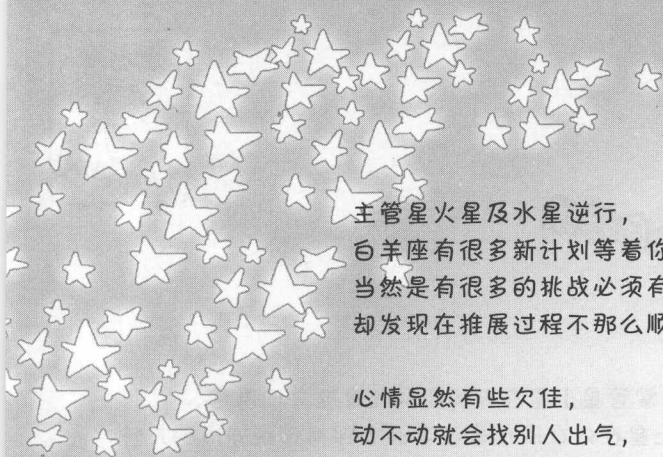 主管星火星及水星逆行，
白羊座有很多新计划等着你
当然是有很多的挑战必须有
却发现在推展过程不那么顺
心情显然有些欠佳，
动不动就会找别人出气，